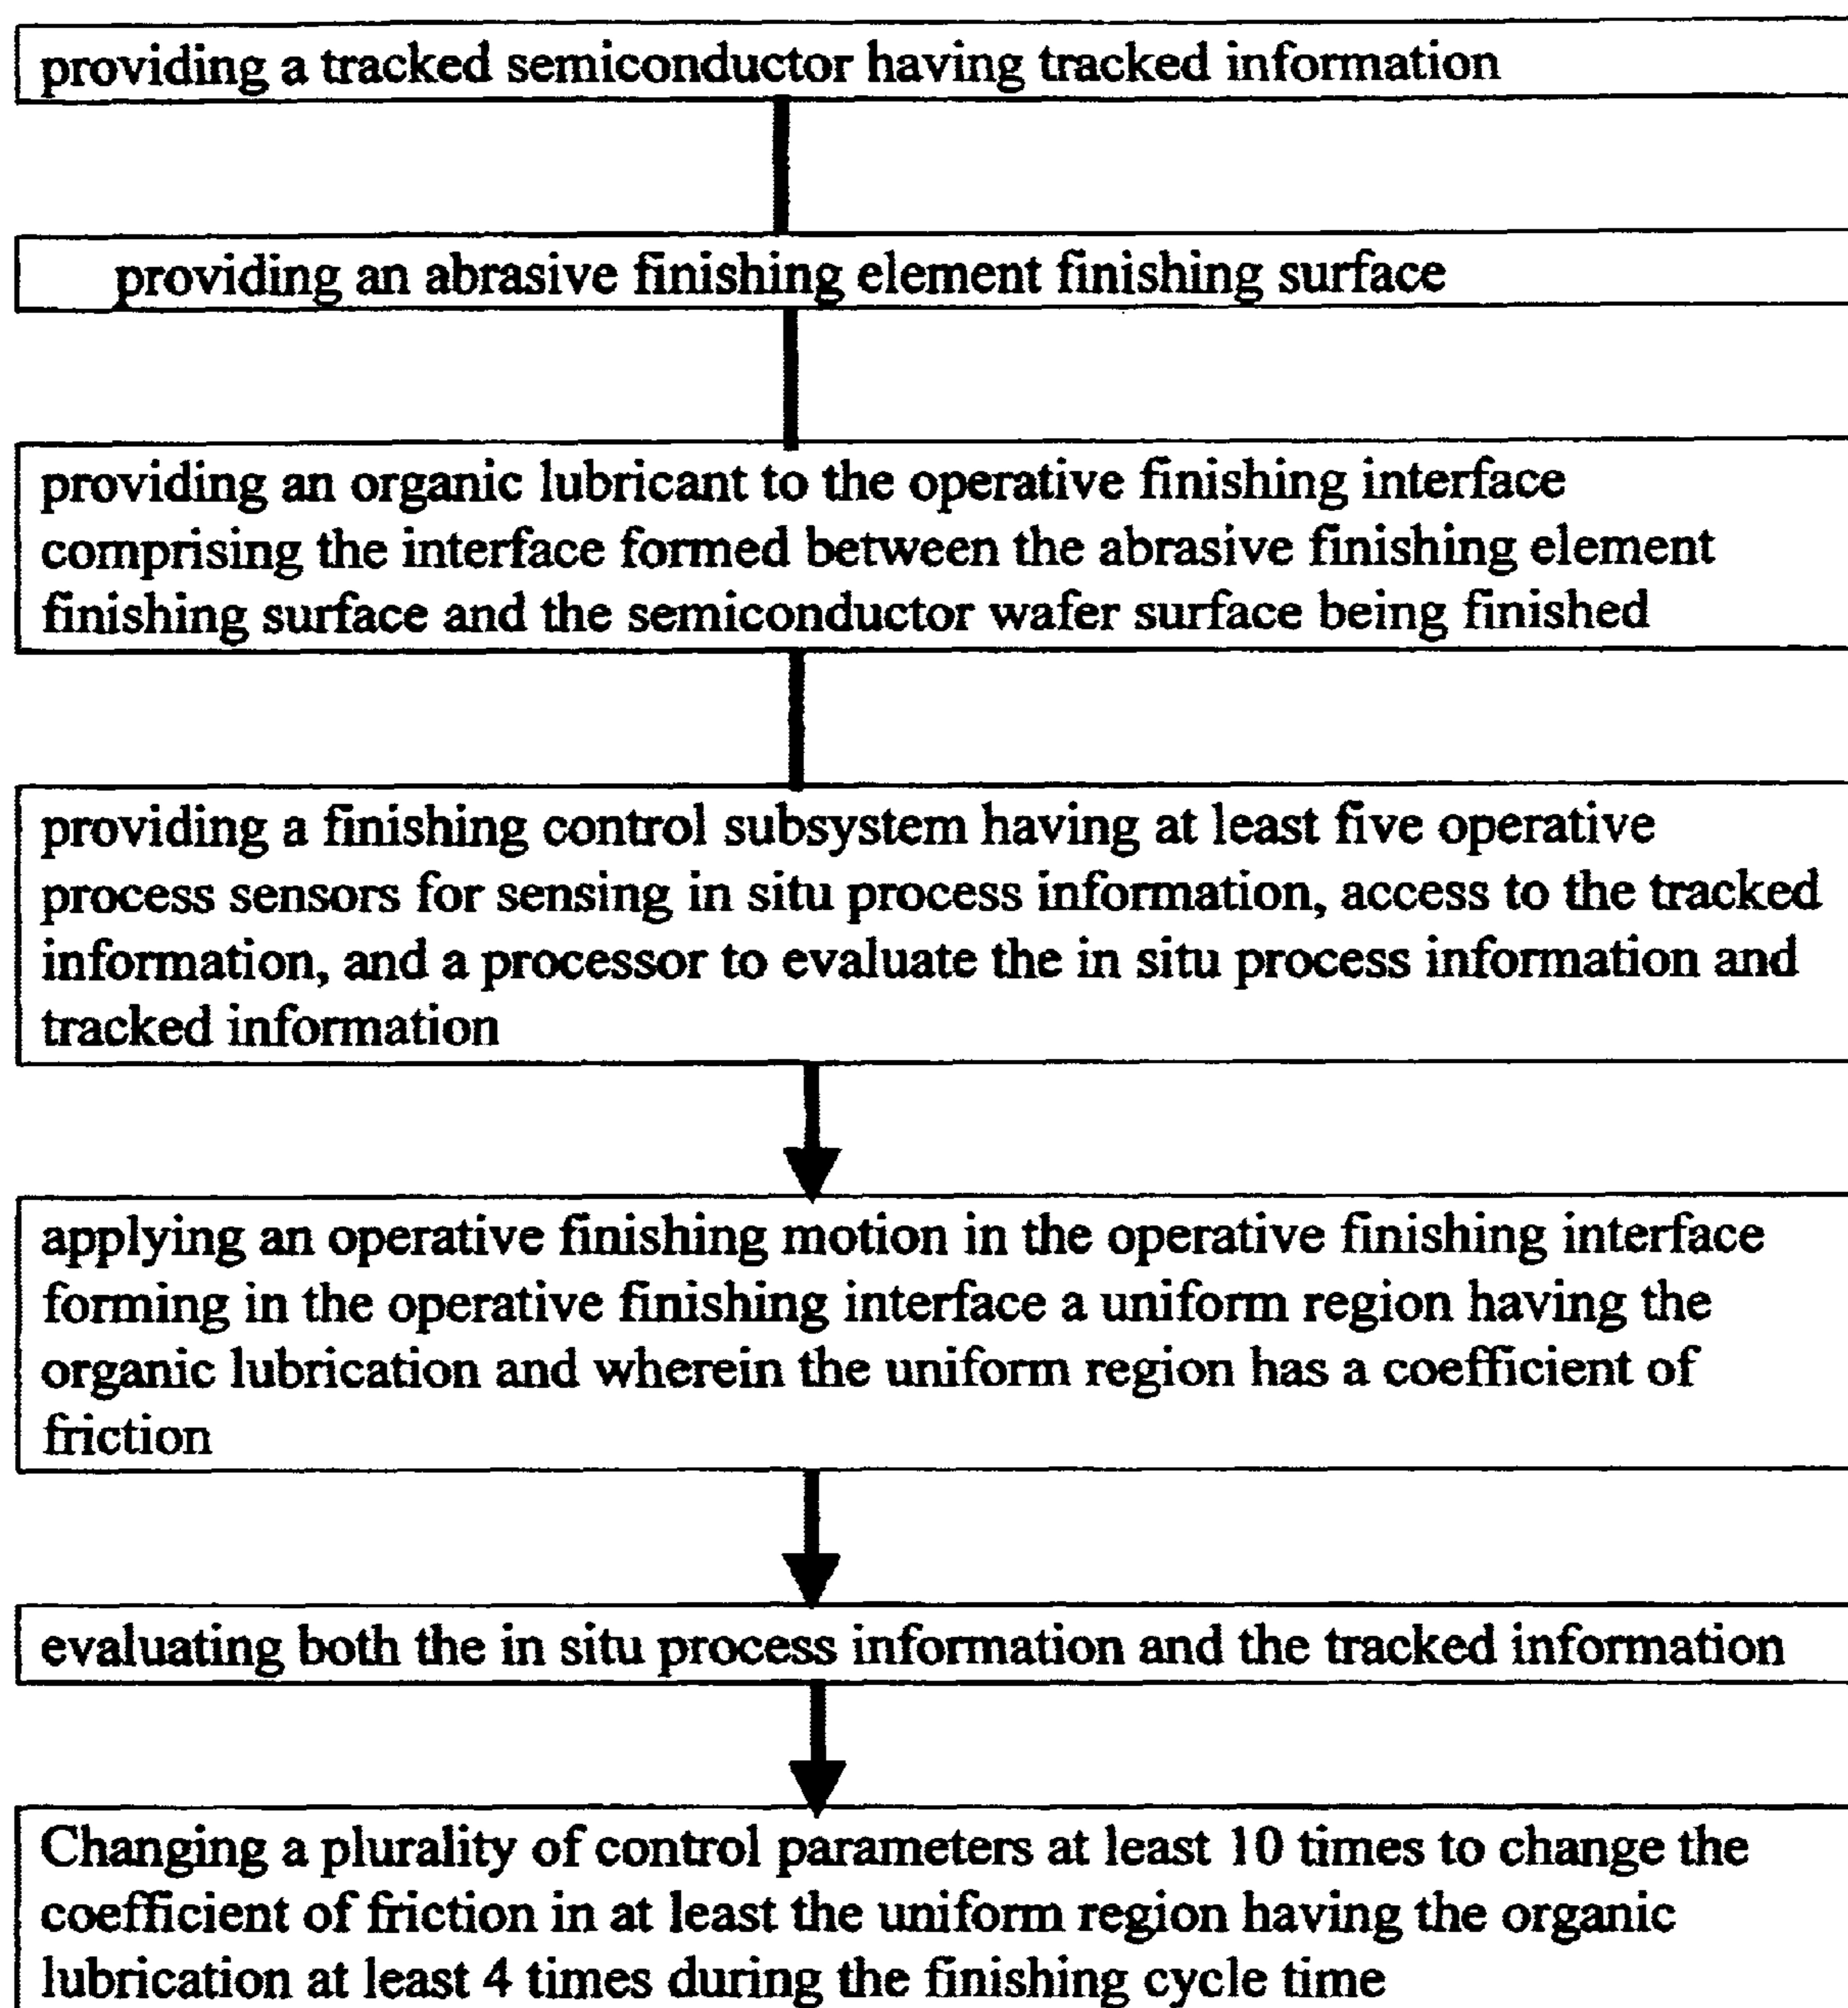 providing a tracked semiconductor having tracked information
providing an abrasive finishing element finishing surface
providing an organic lubricant to the operative finishing interface
comprising the interface formed between the abrasive finishing element
finishing surface and the semiconductor wafer surface being finished
providing a finishing control subsystem having at least five operative
process sensors for sensing in situ process information, access to the tracked
information, and a processor to evaluate the in situ process information and
tracked information
applying an operative finishing motion in the operative finishing interface
forming in the operative finishing interface a uniform region having the
organic lubrication and wherein the uniform region has a coefficient of
friction
evaluating both the in situ process information and the tracked information
Changing a plurality of control parameters at least 10 times to change the
coefficient of friction in at least the uniform region having the organic
lubrication at least 4 times during the finishing cycle time